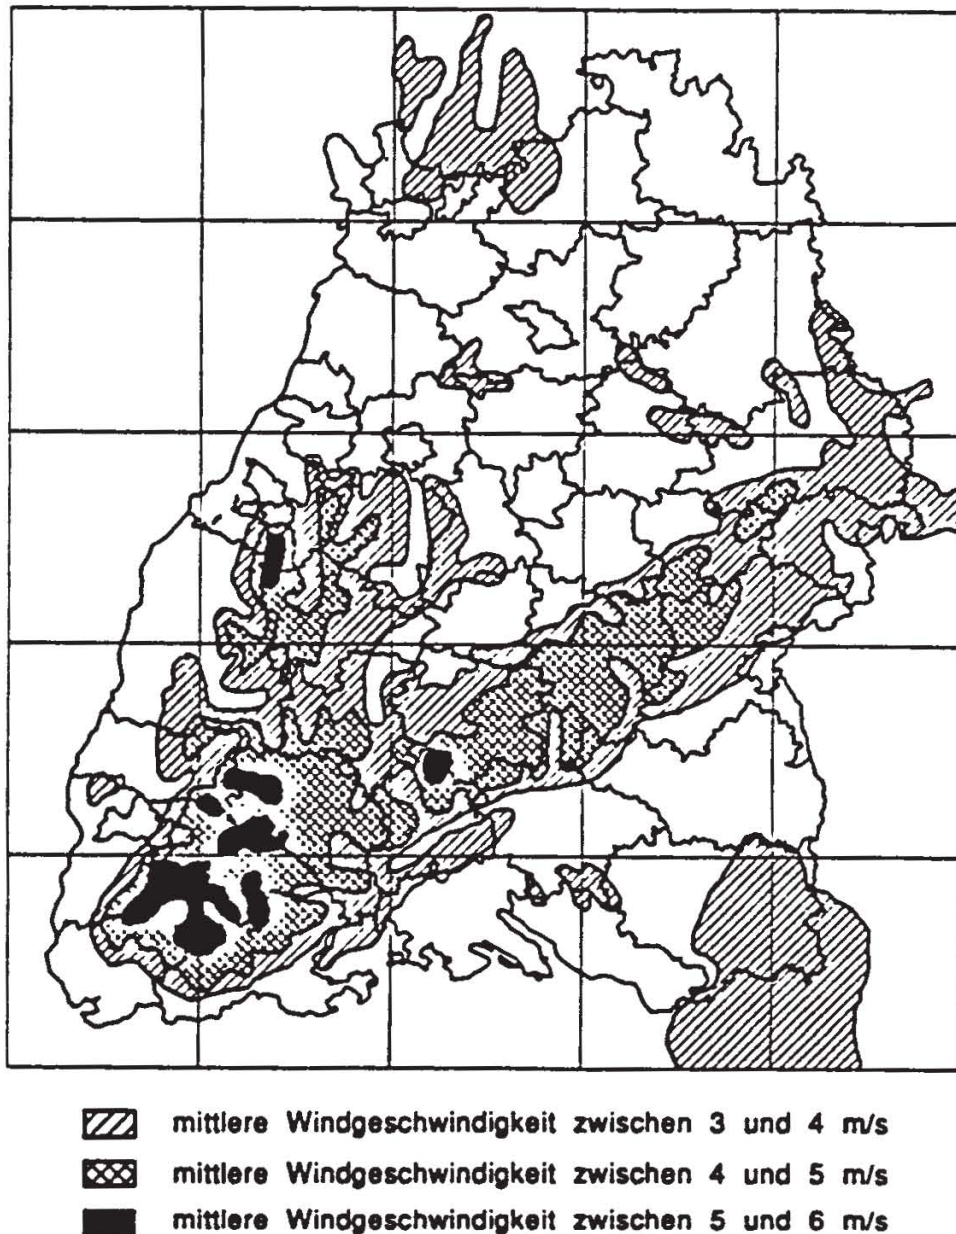 mittlere Windgeschwindigkeit zwischen 3 und 4 m/s
mittlere Windgeschwindigkeit zwischen 4 und 5 m/s
mittlere Windgeschwindigkeit zwischen 5 und 6 m/s